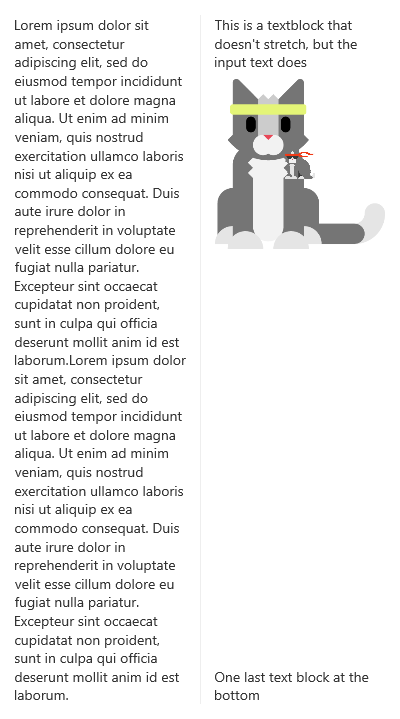 Lorem ipsum dolor sit
amet, consectetur
adipiscing elit, sed do
eiusmod tempor incididunt
ut labore et dolore magna
aliqua. Ut enim ad minim
veniam, quis nostrud
exercitation ullamco laboris
nisi ut aliquip ex ea
commodo consequat. Duis
aute irure dolor in
reprehenderit in voluptate
velit esse cillum dolore eu
fugiat nulla pariatur.
Excepteur sint occaecat
cupidatat non proident,
sunt in culpa qui officia
deserunt mollit anim id est
laborum.Lorem ipsum dolor
sit amet, consectetur
adipiscing elit, sed do
eiusmod tempor incididunt
ut labore et dolore magna
aliqua. Ut enim ad minim
veniam, quis nostrud
exercitation ullamco laboris
nisi ut aliquip ex ea
commodo consequat. Duis
aute irure dolor in
reprehenderit in voluptate
velit esse cillum dolore eu
fugiat nulla pariatur.
Excepteur sint occaecat
cupidatat non proident,
sunt in culpa qui officia
deserunt mollit anim id est
laborum.
This is a textblock that
doesn't stretch, but the
input text does
One last text block at the
bottom